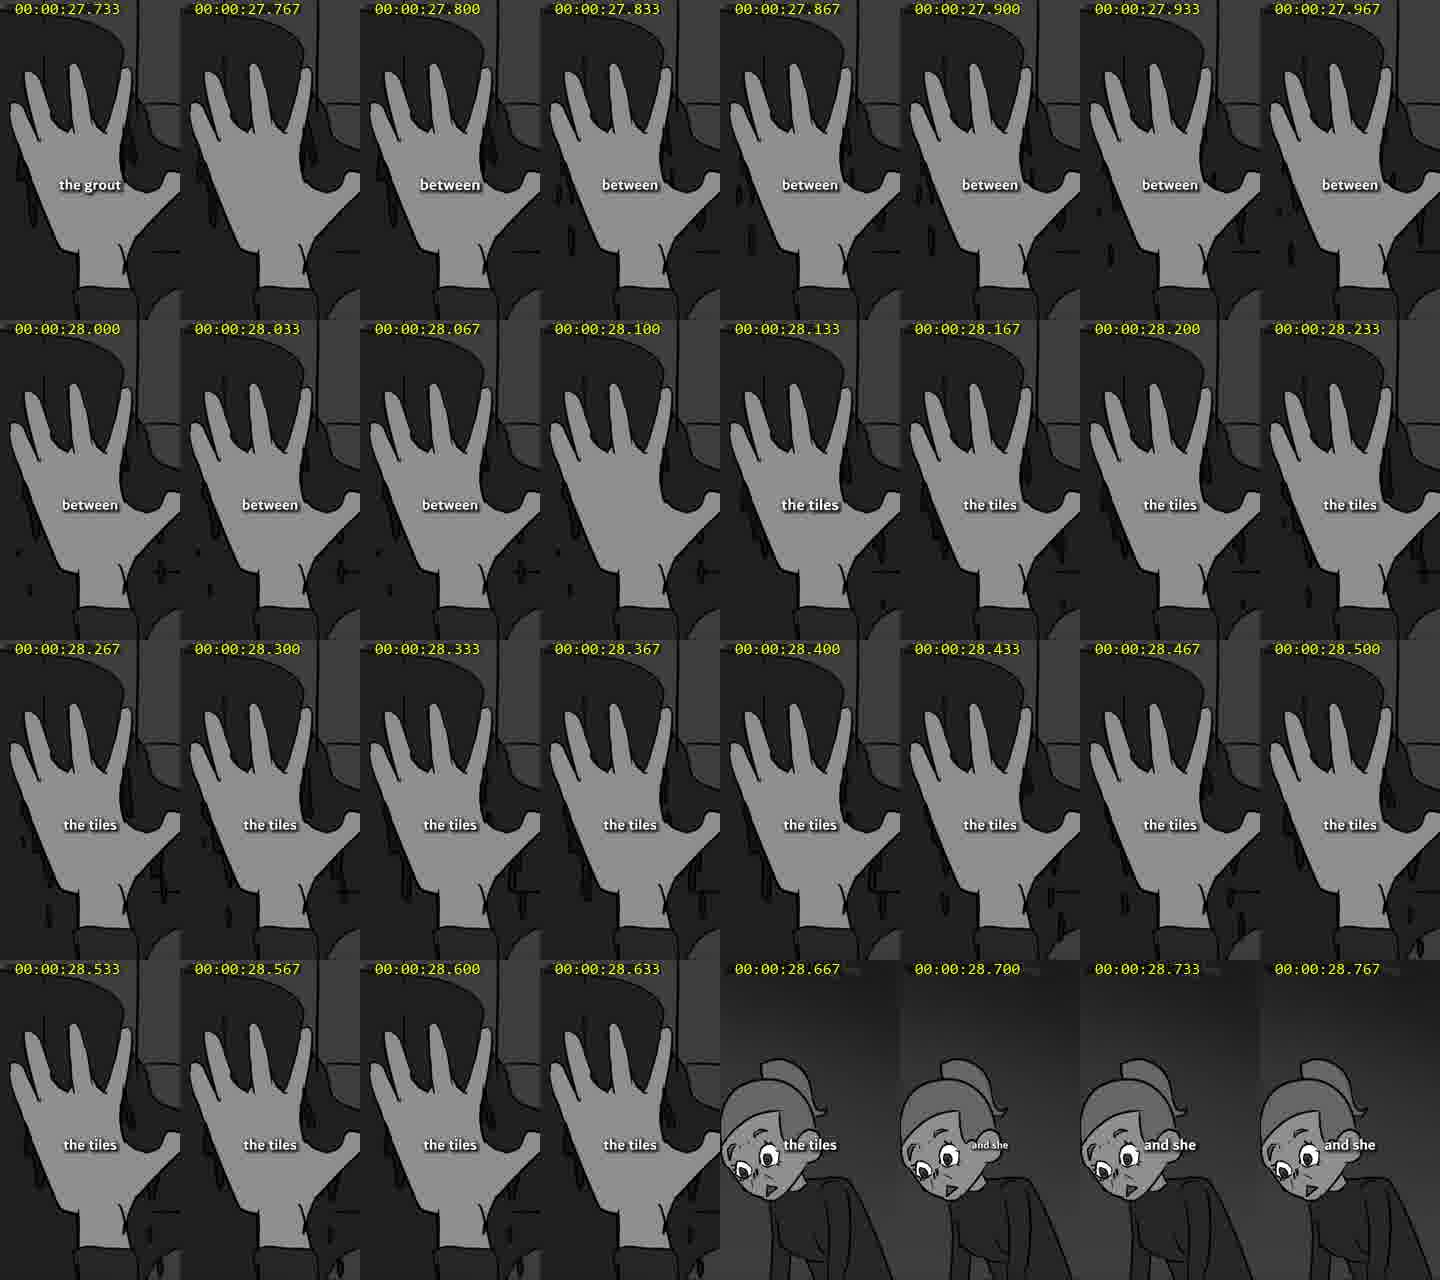 00:00:27.733 00:00:27.767 00:00:27.800 00:00:27.833 00:00:27.867 00:00:27.900 00:00:27.933 00:00:27.967
the grout between between between between between between
00:00:28.000 00:00:28.033 00:00:28.067 00:00:28.100 00:00:28.133 00:00:28.167 00:00:28.200 00:00:28.233
between between between the tiles the tiles the tiles the tiles
00:00:28.267 00:00:28.300 00:00:28.333 00:00:28.367 00:00:28.400 00:00:28.433 00:00:28.467 00:00:28.500
the tiles the tiles the tiles the tiles the tiles the tiles the tiles the tiles
00:00:28.533 00:00:28.567 00:00:28.600 00:00:28.633 00:00:28.667 00:00:28.700 00:00:28.733 00:00:28.767
the tiles the tiles the tiles the tiles the tiles and she and she and she